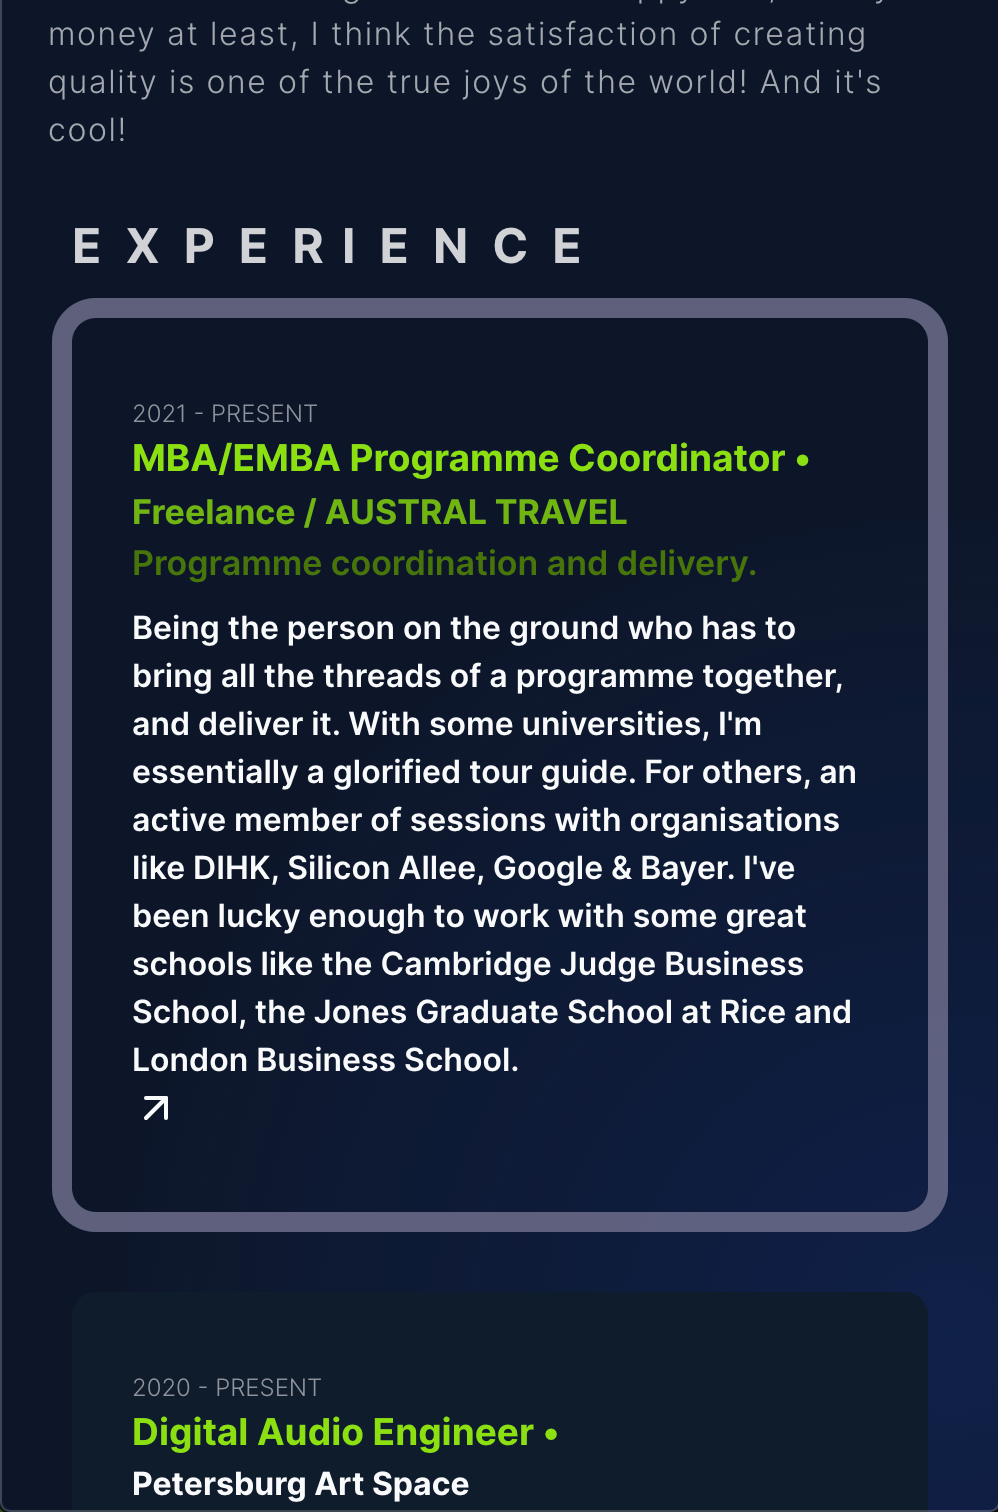 money at least, I think the satisfaction of creating
quality is one of the true joys of the world! And it's
cool!
EXPERIENCE
2021 - PRESENT
MBA/EMBA Programme Coordinator •
Freelance / AUSTRAL TRAVEL
Programme coordination and delivery.
Being the person on the ground who has to
bring all the threads of a programme together,
and deliver it. With some universities, I'm
essentially a glorified tour guide. For others, an
active member of sessions with organisations
like DIHK, Silicon Allee, Google & Bayer. I've
been lucky enough to work with some great
schools like the Cambridge Judge Business
School, the Jones Graduate School at Rice and
London Business School.
2020 - PRESENT
Digital Audio Engineer •
Petersburg Art Space